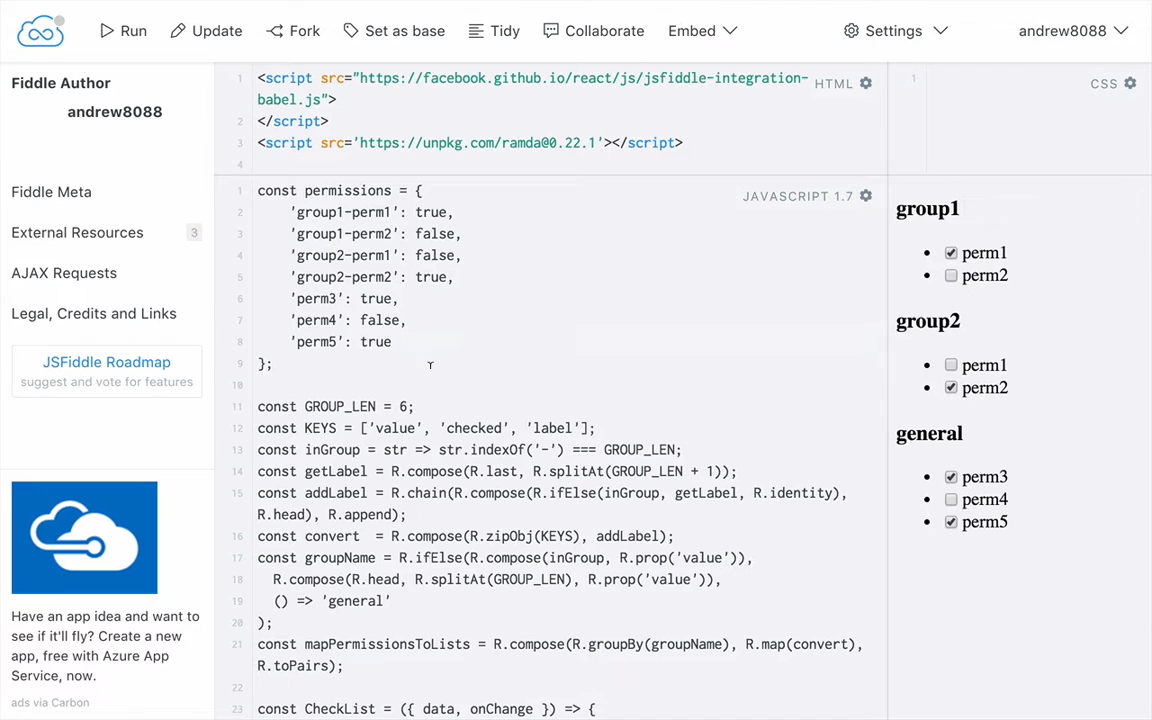 Run Update Fork Set as base Tidy Collaborate Embed Settings andrew8088
Fiddle Author
andrew8088
Fiddle Meta
External Resources 3
AJAX Requests
Legal, Credits and Links
JSFiddle Roadmap
suggest and vote for features
Have an app idea and want to
see if it'll fly? Create a new
app, free with Azure App
Service, now.
ads via Carbon
HTML
1 <script src="https://facebook.github.io/react/js/jsfiddle-integration-
babel.js">
2 </script>
3 <script src='https://unpkg.com/ramda@0.22.1'></script>
4
CSS
1
JAVASCRIPT 1.7
1 const permissions = {
2 'group1-perm1': true,
3 'group1-perm2': false,
4 'group2-perm1': false,
5 'group2-perm2': true,
6 'perm3': true,
7 'perm4': false,
8 'perm5': true
9 };
10
11 const GROUP_LEN = 6;
12 const KEYS = ['value', 'checked', 'label'];
13 const inGroup = str => str.indexOf('-') === GROUP_LEN;
14 const getLabel = R.compose(R.last, R.splitAt(GROUP_LEN + 1));
15 const addLabel = R.chain(R.compose(R.ifElse(inGroup, getLabel, R.identity),
R.head), R.append);
16 const convert = R.compose(R.zipObj(KEYS), addLabel);
17 const groupName = R.ifElse(R.compose(inGroup, R.prop('value')),
18 R.compose(R.head, R.splitAt(GROUP_LEN), R.prop('value')),
19 () => 'general'
20 );
21 const mapPermissionsToLists = R.compose(R.groupBy(groupName), R.map(convert),
R.toPairs);
22
23 const CheckList = ({ data, onChange }) => {
group1
perm1
perm2
group2
perm1
perm2
general
perm3
perm4
perm5